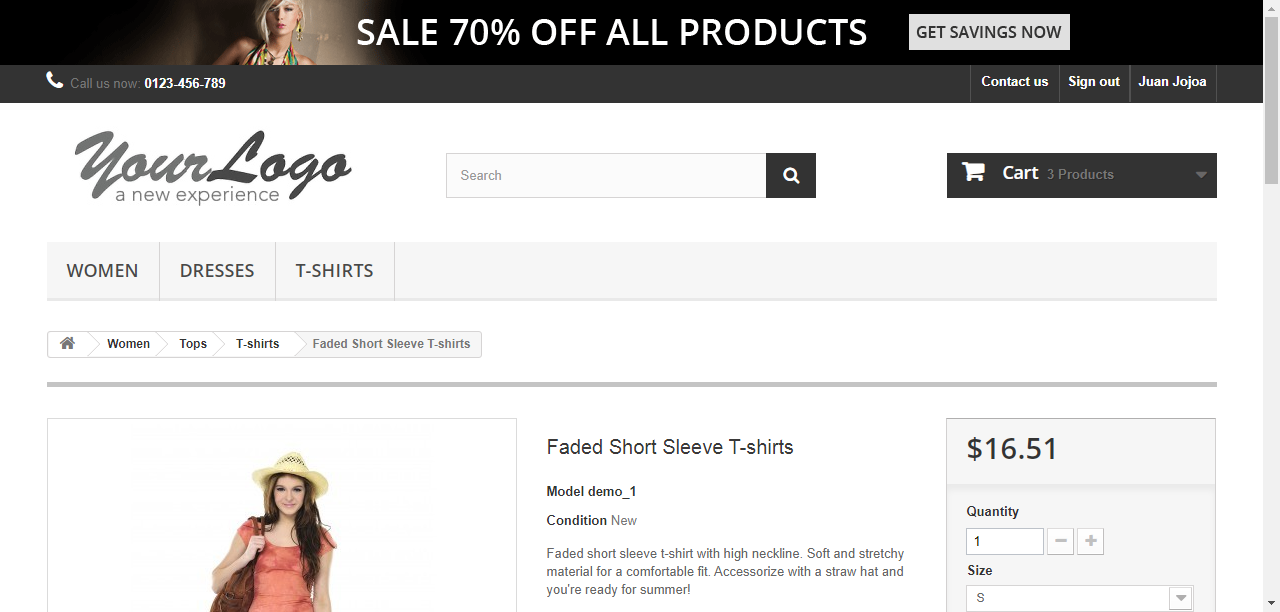 SALE 70% OFF ALL PRODUCTS GET SAVINGS NOW
Call us now: 0123-456-789 Contact us Sign out Juan Jojoa
YourLogo
a new experience
Search
Cart 3 Products
WOMEN DRESSES T-SHIRTS
Women Tops T-shirts Faded Short Sleeve T-shirts
Faded Short Sleeve T-shirts
Model demo_1
Condition New
Faded short sleeve t-shirt with high neckline. Soft and stretchy
material for a comfortable fit. Accessorize with a straw hat and
you're ready for summer!
$16.51
Quantity
1
Size
S